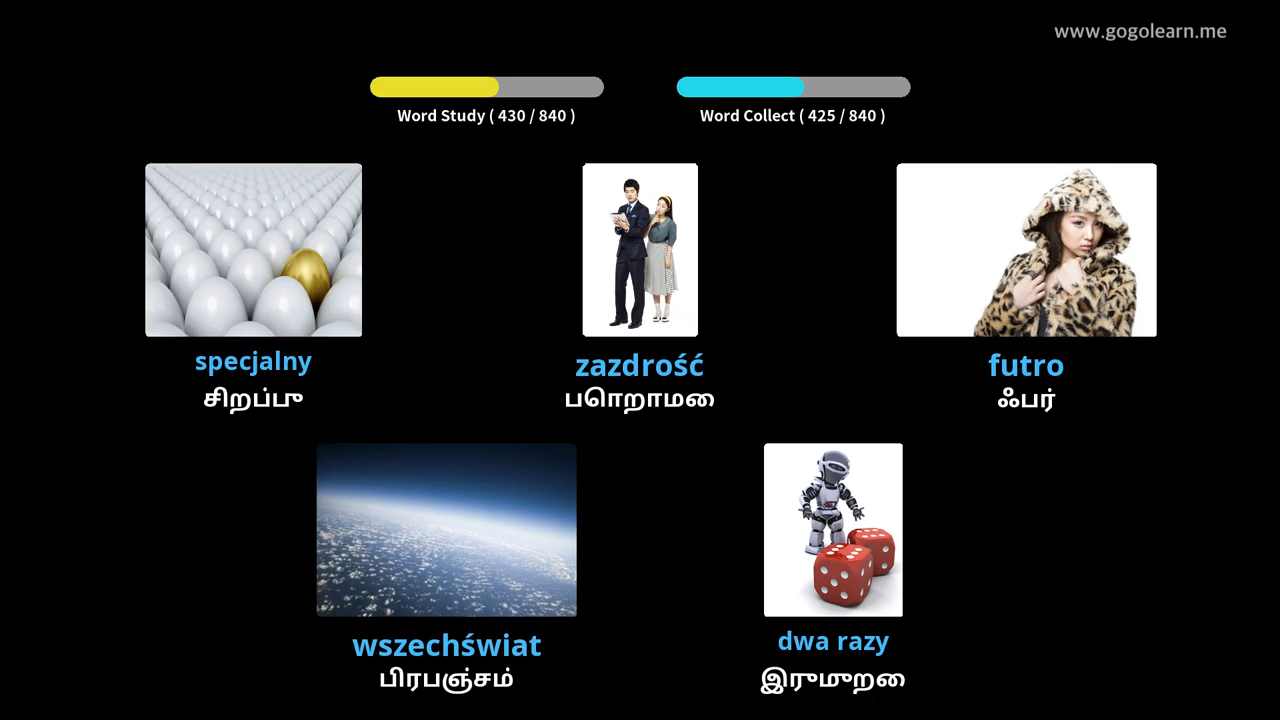 www.gogolearn.me
Word Study ( 430 / 840 )
Word Collect ( 425 / 840 )
specjalny
சிறப்பு
zazdrość
பொறாமை
futro
ஃபர்
wszechświat
பிரபஞ்சம்
dwa razy
இருமுறை